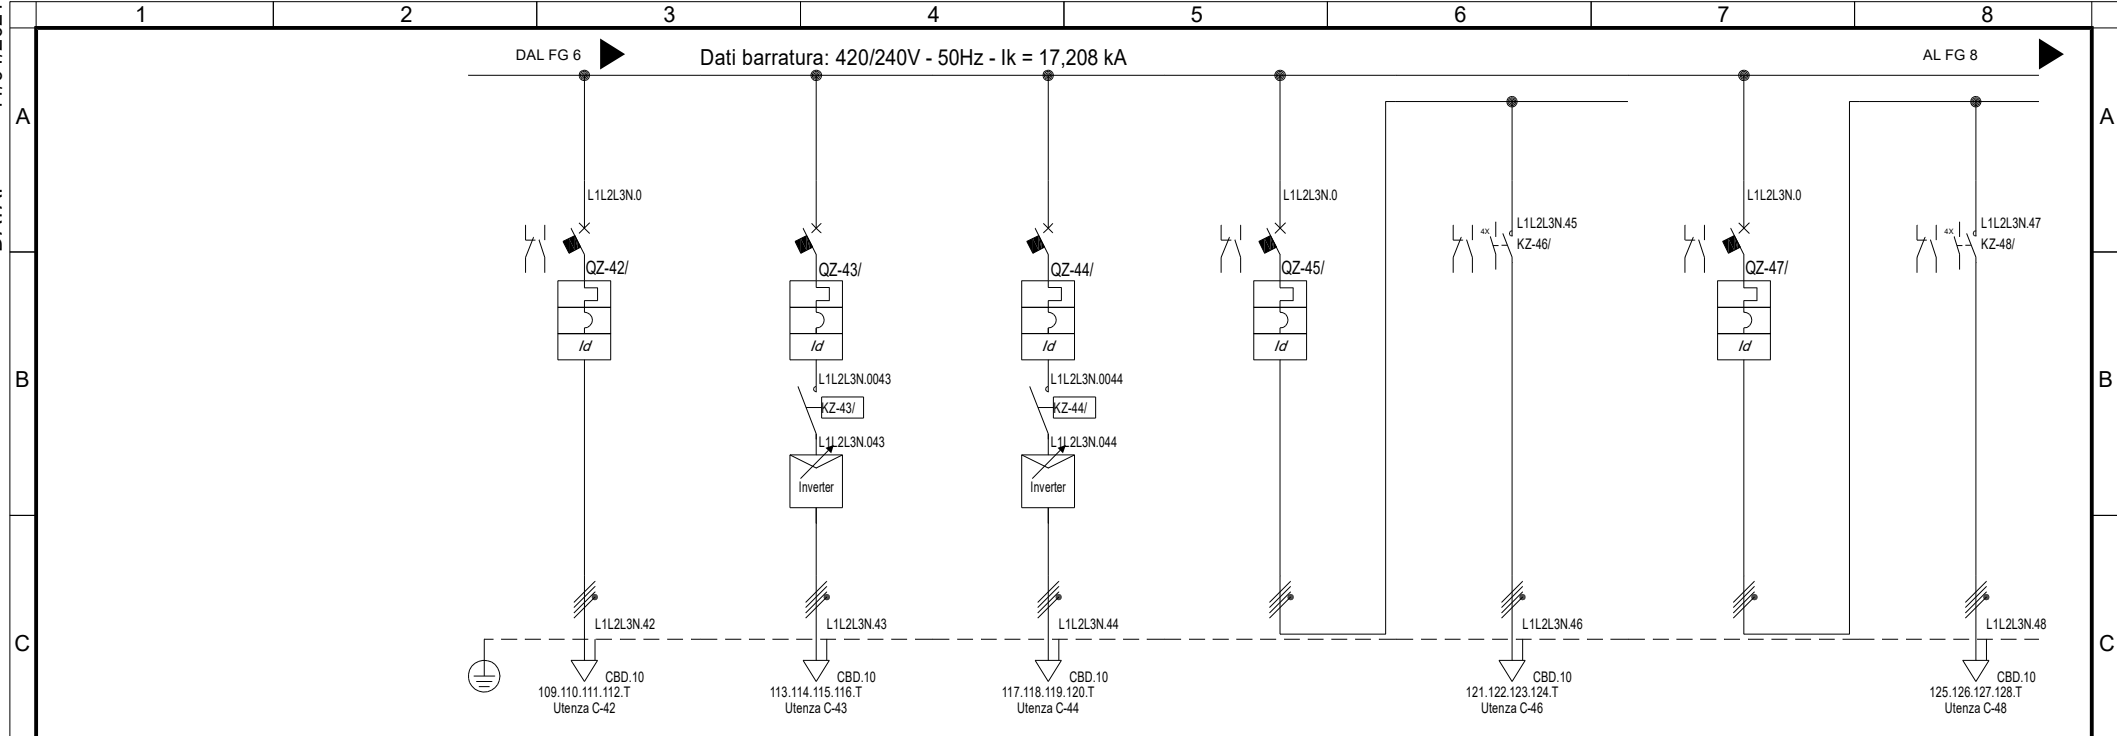 1 2 3 4 5 6 7 8
DAL FG 6
Dati barratura: 420/240V - 50Hz - Ik = 17,208 kA
AL FG 8
A A
L1L2L3N.0 L1L2L3N.0 L1L2L3N.0
4X L1L2L3N.45 4X L1L2L3N.47
KZ-46/ KZ-48/
QZ-42/ QZ-43/ QZ-44/ QZ-45/ QZ-47/
Id Id Id Id Id
B B
L1L2L3N.0043 L1L2L3N.0044
KZ-43/ KZ-44/
L1L2L3N.043 L1L2L3N.044
Inverter Inverter
L1L2L3N.42 L1L2L3N.43 L1L2L3N.44 L1L2L3N.46 L1L2L3N.48
C C
CBD.10 CBD.10 CBD.10 CBD.10 CBD.10
109.110.111.112.T 113.114.115.116.T 117.118.119.120.T 121.122.123.124.T 125.126.127.128.T
Utenza C-42 Utenza C-43 Utenza C-44 Utenza C-46 Utenza C-48